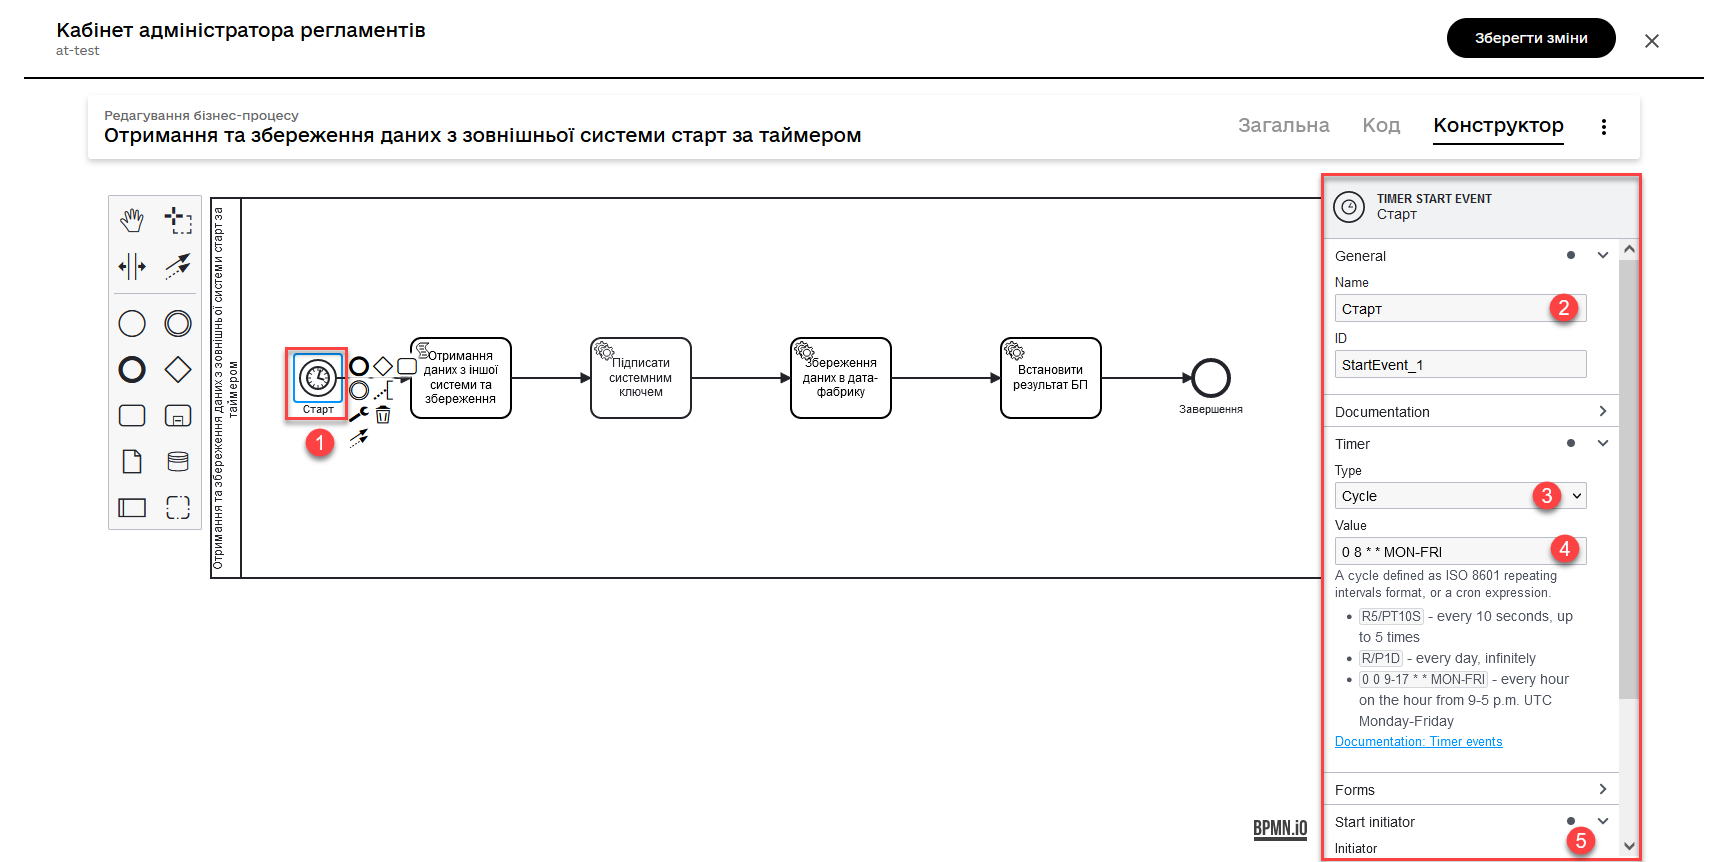 Кабінет адміністратора регламентів
at-test
Зберегти зміни
Редагування бізнес-процесу
Отримання та збереження даних з зовнішньої системи старт за таймером
Загальна
Код
Конструктор
Отримання та збереження даних з зовнішньої системи старт за
таймером
Старт
1
Отримання
даних з іншої
системи та
збереження
Підписати
системним
ключем
Збереження
даних в дата-
фабрику
Встановити
результат БП
Завершення
BPMN.iO
TIMER START EVENT
Старт
General
Name
Старт
2
ID
StartEvent_1
Documentation
Timer
Type
Cycle
3
Value
0 8 * * MON-FRI
4
A cycle defined as ISO 8601 repeating
intervals format, or a cron expression.
R5/PT10S - every 10 seconds, up
to 5 times
R/P1D - every day, infinitely
0 0 9-17 * * MON-FRI - every hour
on the hour from 9-5 p.m. UTC
Monday-Friday
Documentation: Timer events
Forms
Start initiator
Initiator
5